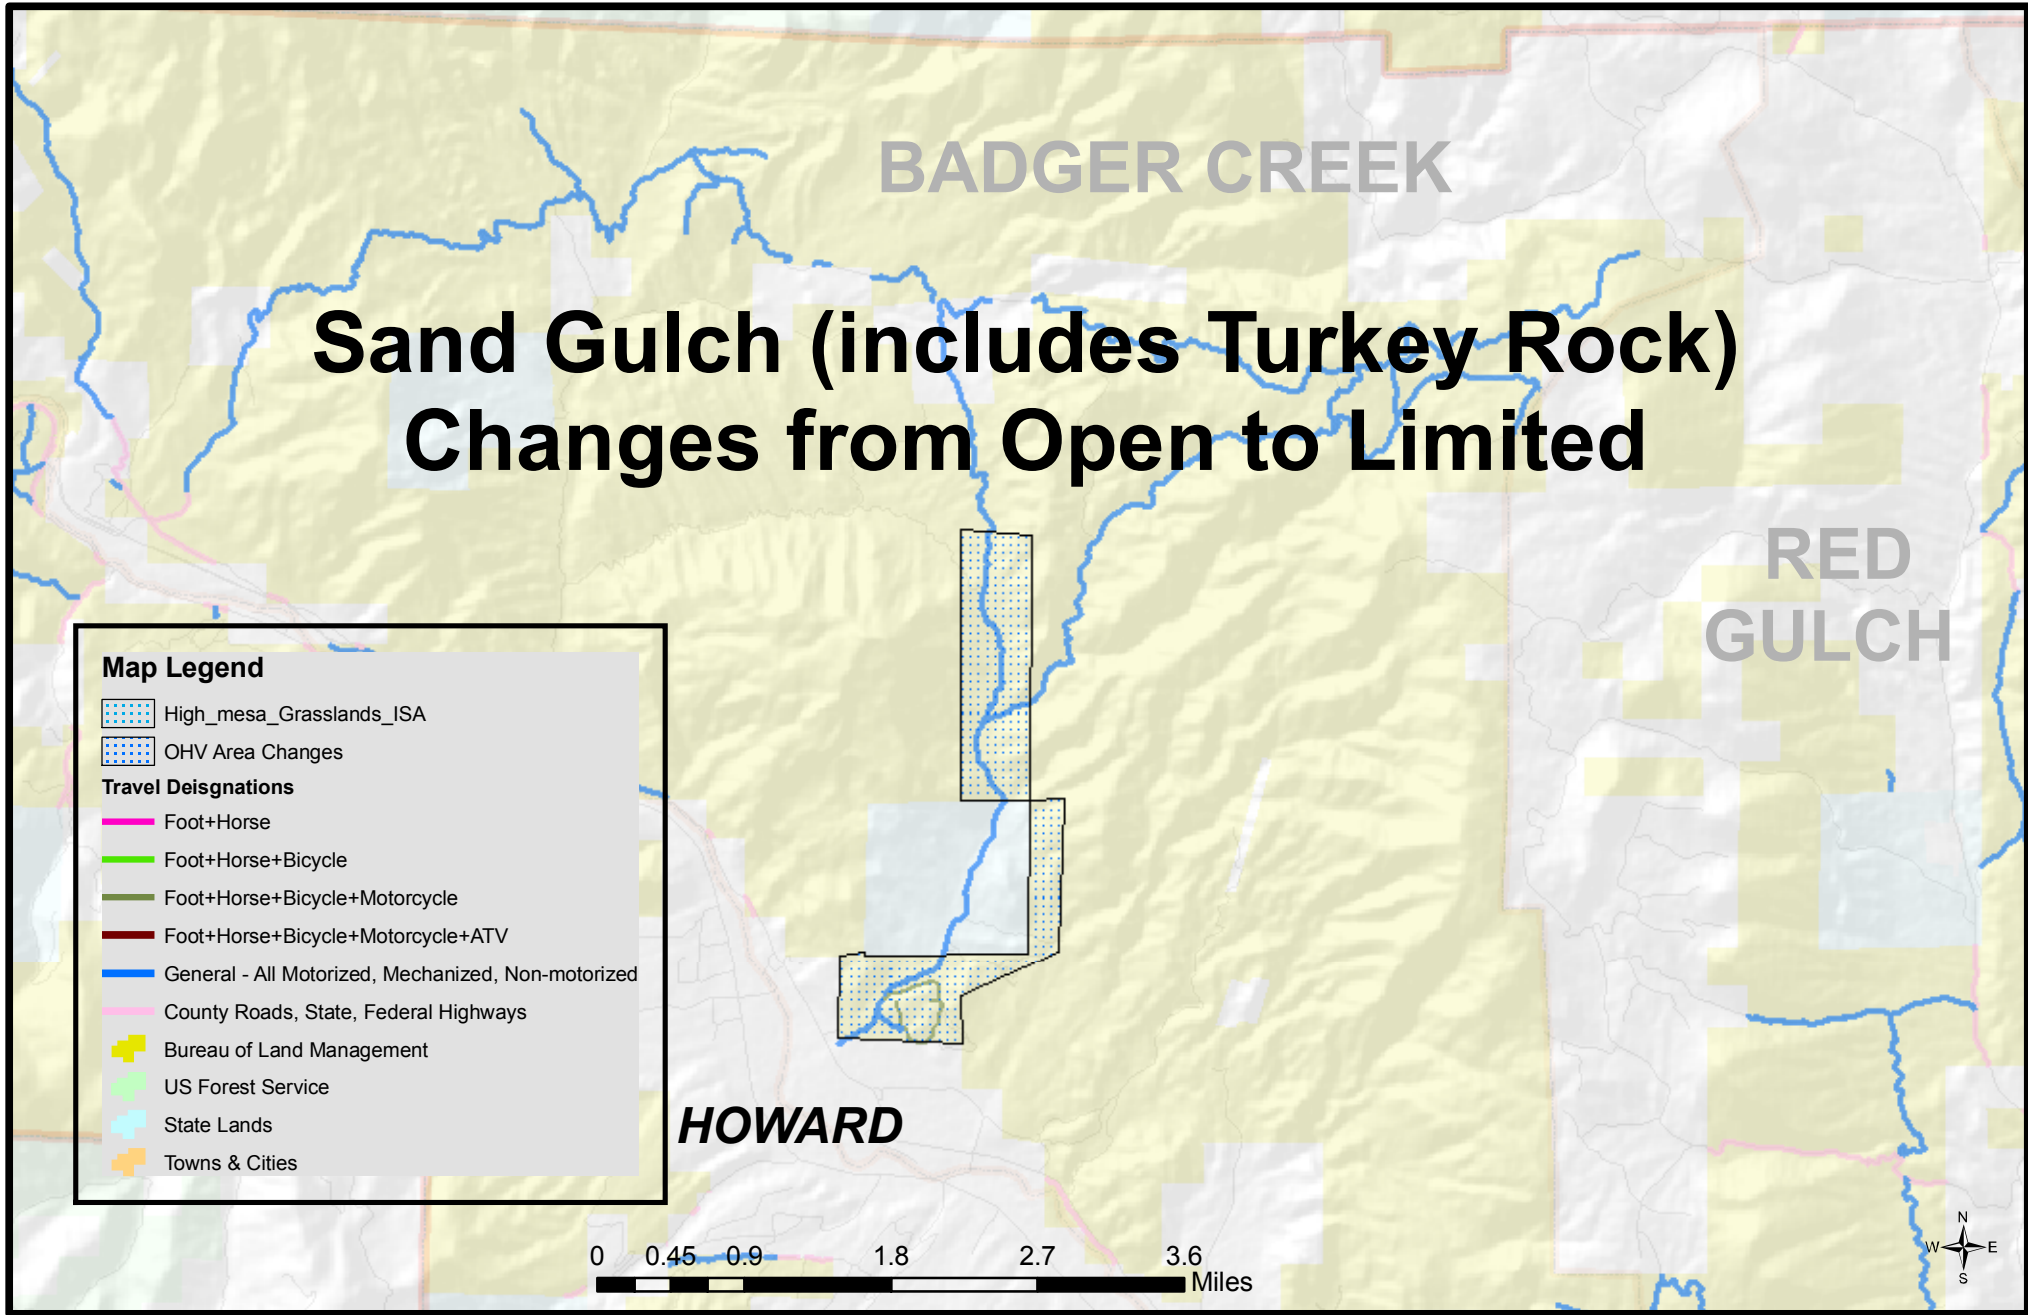 BADGER CREEK
Sand Gulch (includes Turkey Rock)
Changes from Open to Limited
RED
GULCH
Map Legend
High_mesa_Grasslands_ISA
OHV Area Changes
Travel Deisgnations
Foot+Horse
Foot+Horse+Bicycle
Foot+Horse+Bicycle+Motorcycle
Foot+Horse+Bicycle+Motorcycle+ATV
General - All Motorized, Mechanized, Non-motorized
County Roads, State, Federal Highways
Bureau of Land Management
US Forest Service
State Lands
Towns & Cities
HOWARD
0 0.45 0.9 1.8 2.7 3.6
Miles
N
W E
S